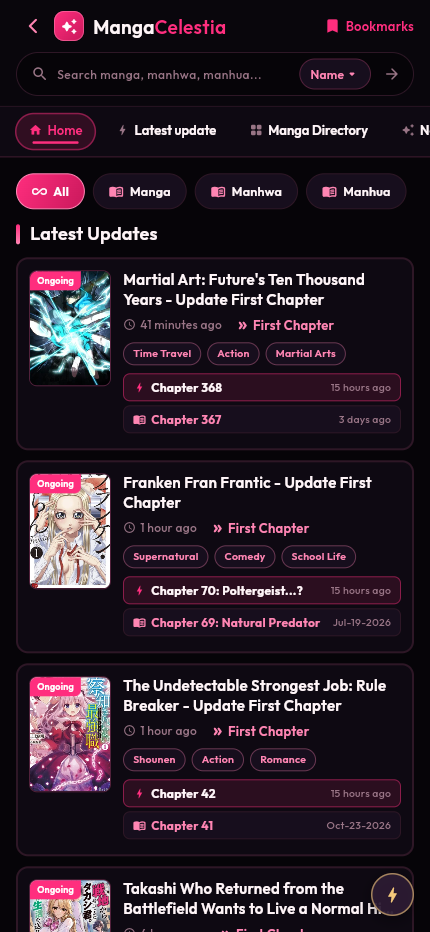 MangaCelestia
Bookmarks
Search manga, manhwa, manhua...
Name
Home
Latest update
Manga Directory
N
All
Manga
Manhwa
Manhua
Latest Updates
Ongoing
Martial Art: Future's Ten Thousand
Years - Update First Chapter
41 minutes ago
First Chapter
Time Travel
Action
Martial Arts
Chapter 368
15 hours ago
Chapter 367
3 days ago
Ongoing
Franken Fran Frantic - Update First
Chapter
1 hour ago
First Chapter
Supernatural
Comedy
School Life
Chapter 70: Poltergeist...?
15 hours ago
Chapter 69: Natural Predator
Jul-19-2026
Ongoing
The Undetectable Strongest Job: Rule
Breaker - Update First Chapter
1 hour ago
First Chapter
Shounen
Action
Romance
Chapter 42
15 hours ago
Chapter 41
Oct-23-2026
Ongoing
Takashi Who Returned from the
Battlefield Wants to Live a Normal